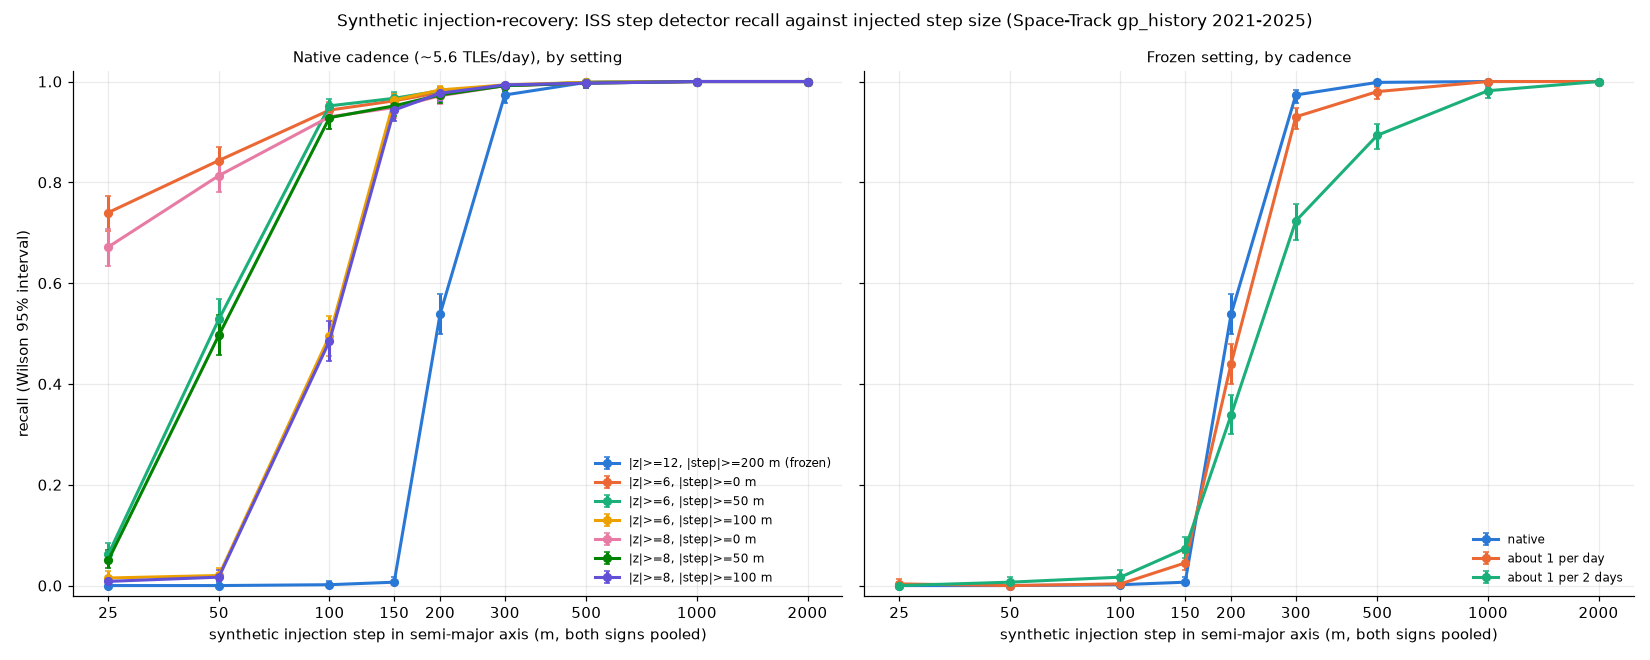 Synthetic injection-recovery: ISS step detector recall against injected step size (Space-Track gp_history 2021-2025)
Native cadence (~5.6 TLEs/day), by setting
recall (Wilson 95% interval)
1.0
0.8
0.6
0.4
0.2
0.0
|z|>=12, |step|>=200 m (frozen)
|z|>=6, |step|>=0 m
|z|>=6, |step|>=50 m
|z|>=6, |step|>=100 m
|z|>=8, |step|>=0 m
|z|>=8, |step|>=50 m
|z|>=8, |step|>=100 m
25 50 100 150 200 300 500 1000 2000
synthetic injection step in semi-major axis (m, both signs pooled)
Frozen setting, by cadence
native
about 1 per day
about 1 per 2 days
25 50 100 150 200 300 500 1000 2000
synthetic injection step in semi-major axis (m, both signs pooled)